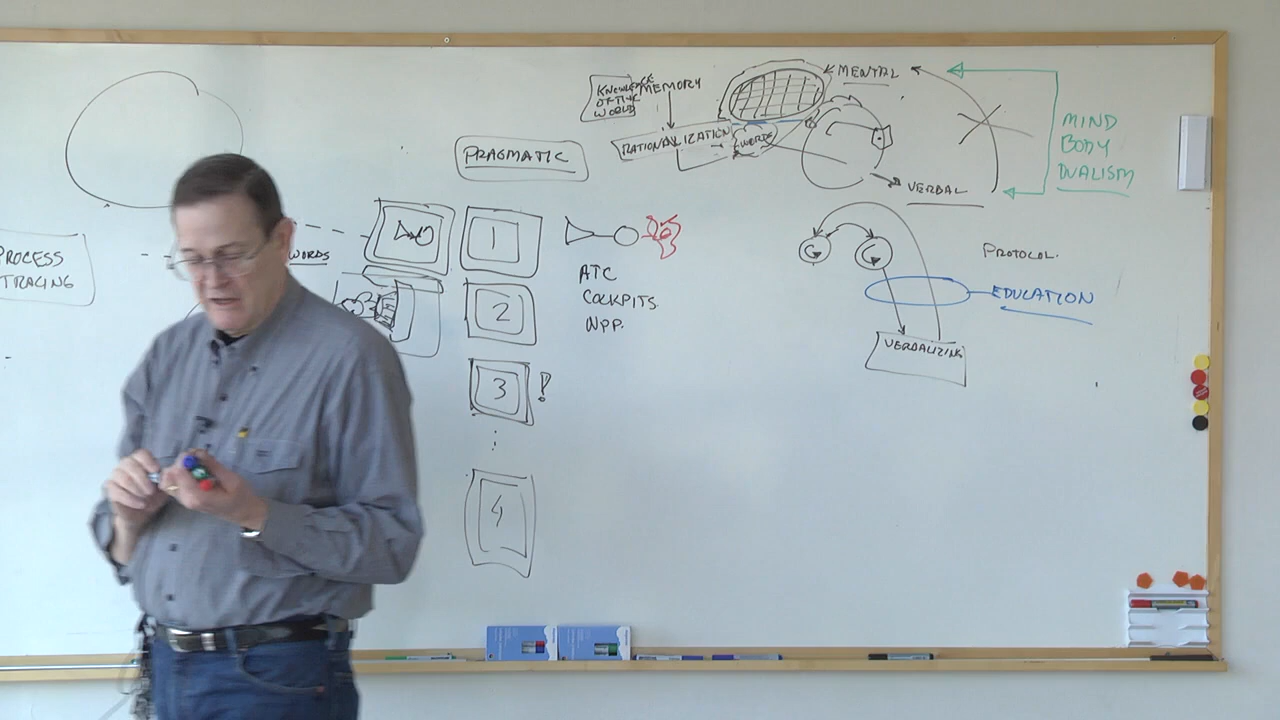 MENTAL
KNOWLEDGE
OF THE
WORLD
MEMORY
RATIONALIZATION
WORDS
VERBAL
MIND
BODY
DUALISM
PRAGMATIC
PROCESS
TRACING
WORDS
1
2
3 !
4
ATC
COCKPITS
NPP.
PROTOCOL.
EDUCATION
VERBALIZING